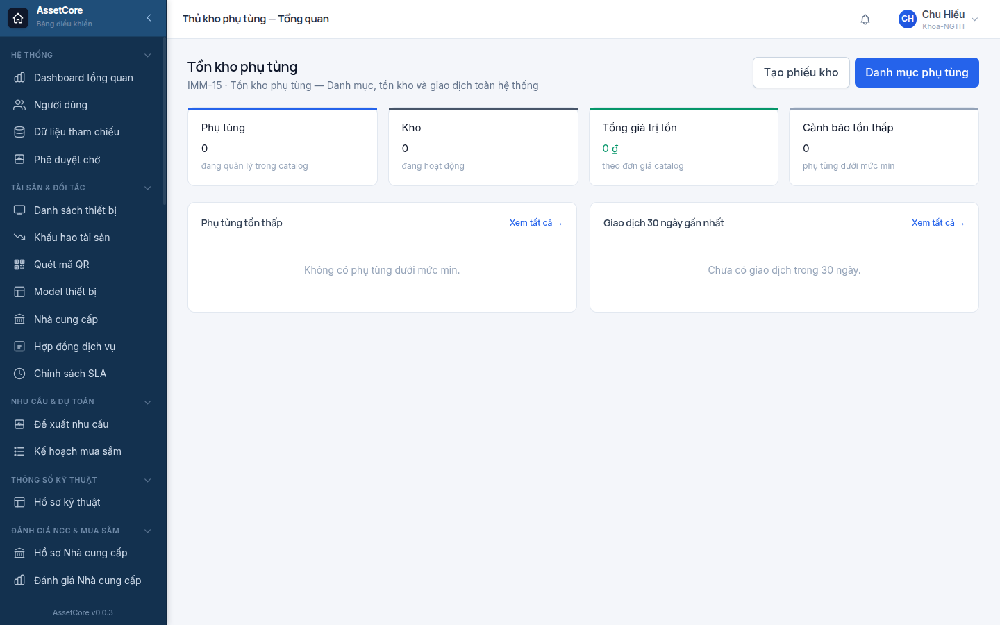 AssetCore
Bảng điều khiển
HỆ THỐNG
Dashboard tổng quan
Người dùng
Dữ liệu tham chiếu
Phê duyệt chờ
TÀI SẢN & ĐỐI TÁC
Danh sách thiết bị
Khấu hao tài sản
Quét mã QR
Model thiết bị
Nhà cung cấp
Hợp đồng dịch vụ
Chính sách SLA
NHU CẦU & DỰ TOÁN
Đề xuất nhu cầu
Kế hoạch mua sắm
THÔNG SỐ KỸ THUẬT
Hồ sơ kỹ thuật
ĐÁNH GIÁ NCC & MUA SẮM
Hồ sơ Nhà cung cấp
Đánh giá Nhà cung cấp
AssetCore v0.0.3
Thủ kho phụ tùng — Tổng quan
CH
Chu Hiếu
Khoa-NGTH
Tồn kho phụ tùng
IMM-15 · Tồn kho phụ tùng — Danh mục, tồn kho và giao dịch toàn hệ thống
Tạo phiếu kho
Danh mục phụ tùng
Phụ tùng
0
đang quản lý trong catalog
Kho
0
đang hoạt động
Tổng giá trị tồn
0 ₫
theo đơn giá catalog
Cảnh báo tồn thấp
0
phụ tùng dưới mức min
Phụ tùng tồn thấp
Xem tất cả →
Không có phụ tùng dưới mức min.
Giao dịch 30 ngày gần nhất
Xem tất cả →
Chưa có giao dịch trong 30 ngày.